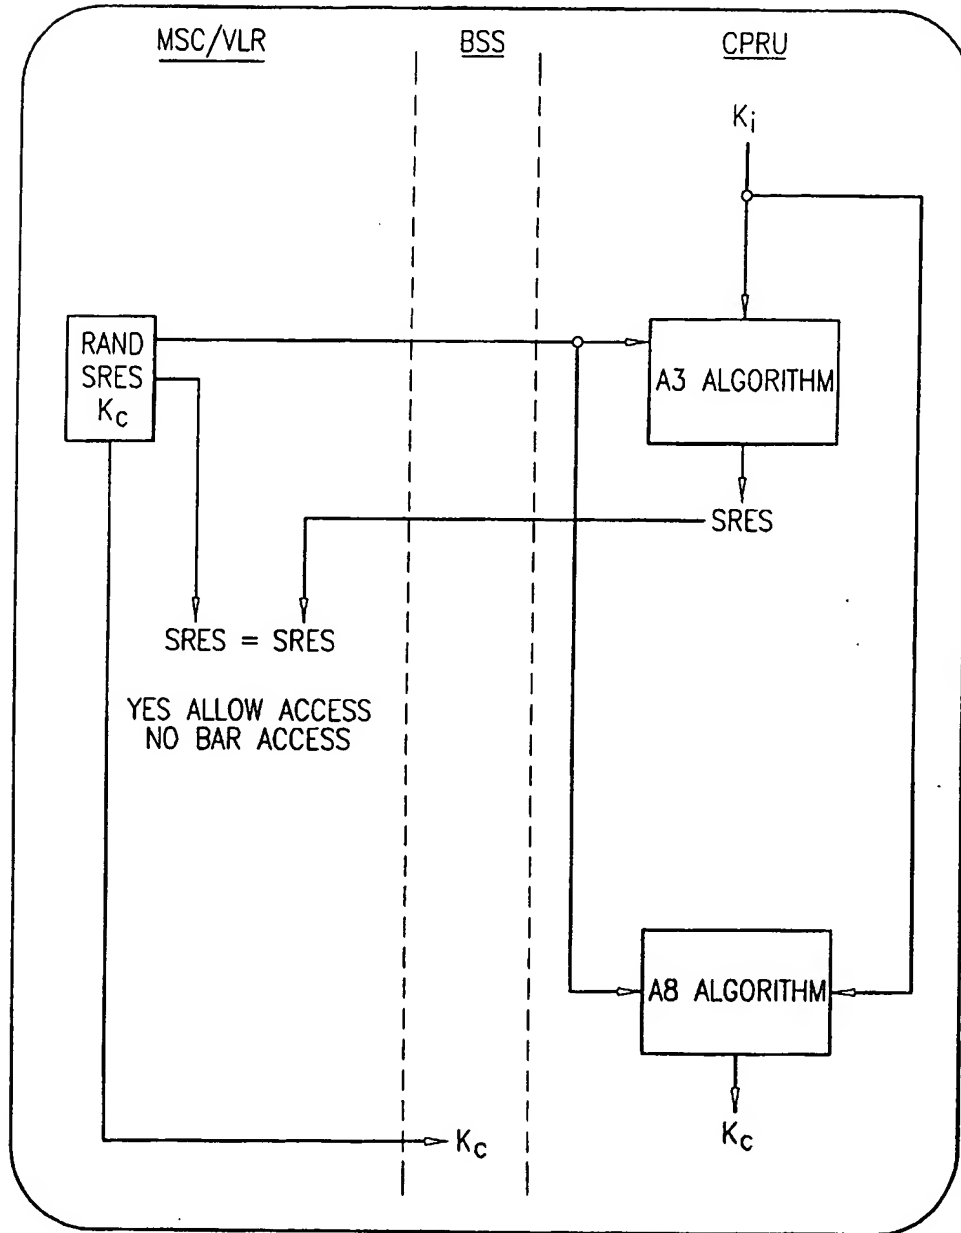 MSC/VLR
BSS
CPRU
Ki
RAND
SRES
Kc
A3 ALGORITHM
SRES
SRES = SRES
YES ALLOW ACCESS
NO BAR ACCESS
A8 ALGORITHM
Kc
Kc